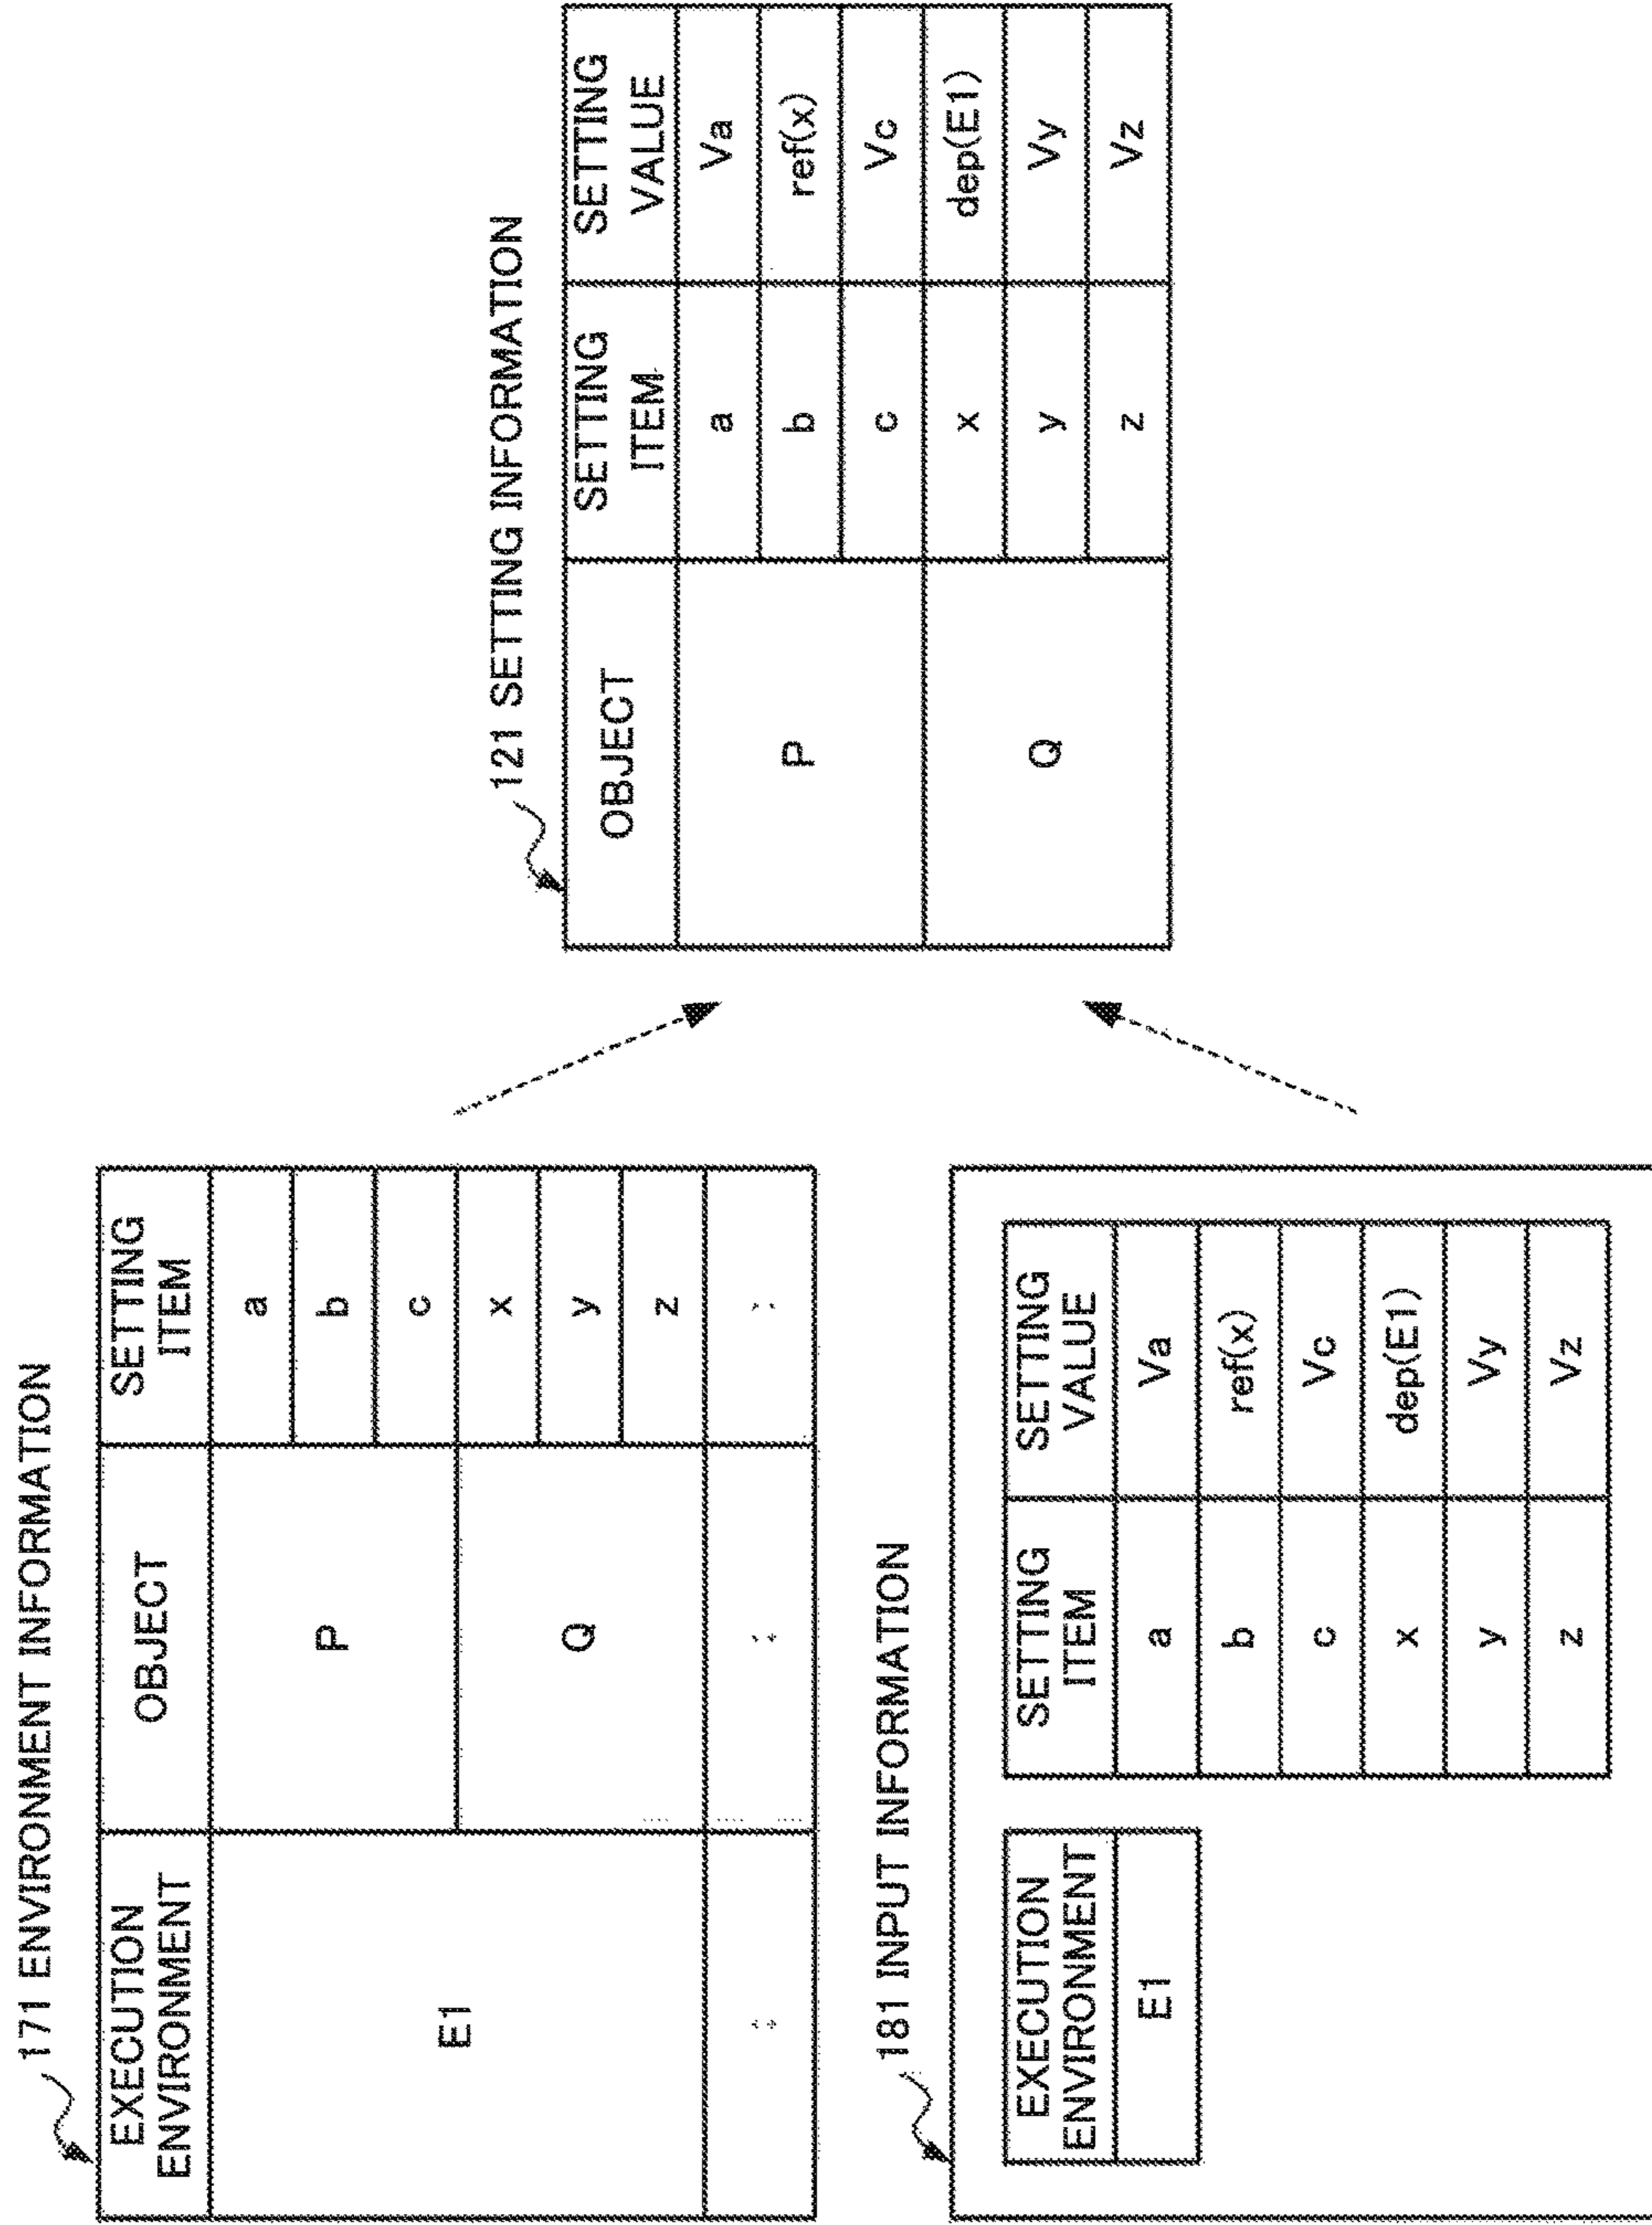 171 ENVIRONMENT INFORMATION
EXECUTION
ENVIRONMENT
OBJECT
SETTING
ITEM
E1
P
a
b
c
Q
x
y
z
:
:
:
181 INPUT INFORMATION
EXECUTION
ENVIRONMENT
E1
SETTING
ITEM
SETTING
VALUE
a
Va
b
ref(x)
c
Vc
x
dep(E1)
y
Vy
z
Vz
121 SETTING INFORMATION
OBJECT
SETTING
ITEM
SETTING
VALUE
P
a
Va
b
ref(x)
c
Vc
Q
x
dep(E1)
y
Vy
z
Vz